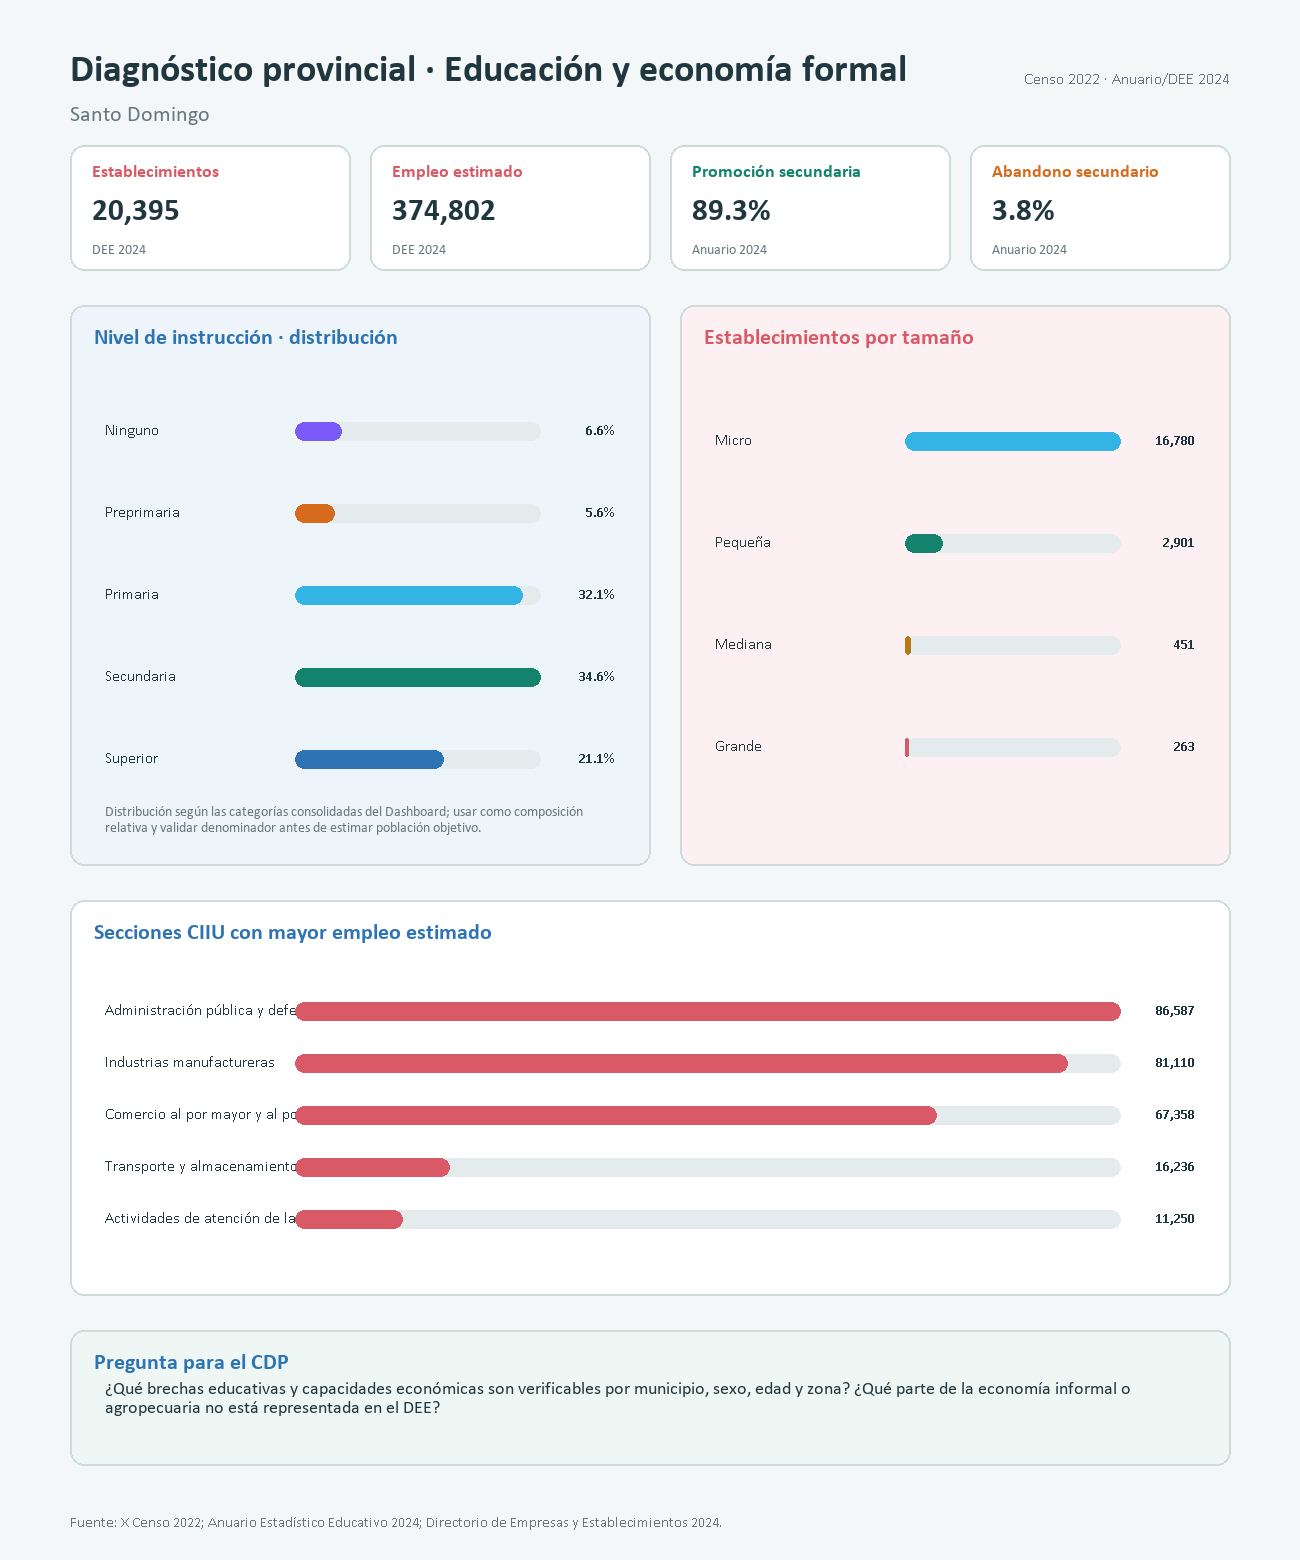 Diagnóstico provincial · Educación y economía formal
Censo 2022 · Anuario/DEE 2024
Santo Domingo
Establecimientos
20,395
DEE 2024
Empleo estimado
374,802
DEE 2024
Promoción secundaria
89.3%
Anuario 2024
Abandono secundario
3.8%
Anuario 2024
Nivel de instrucción · distribución
Ninguno 6.6%
Preprimaria 5.6%
Primaria 32.1%
Secundaria 34.6%
Superior 21.1%
Distribución según las categorías consolidadas del Dashboard; usar como composición
relativa y validar denominador antes de estimar población objetivo.
Establecimientos por tamaño
Micro 16,780
Pequeña 2,901
Mediana 451
Grande 263
Secciones CIIU con mayor empleo estimado
Administración pública y defe 86,587
Industrias manufactureras 81,110
Comercio al por mayor y al po 67,358
Transporte y almacenamiento 16,236
Actividades de atención de la 11,250
Pregunta para el CDP
¿Qué brechas educativas y capacidades económicas son verificables por municipio, sexo, edad y zona? ¿Qué parte de la economía informal o
agropecuaria no está representada en el DEE?
Fuente: X Censo 2022; Anuario Estadístico Educativo 2024; Directorio de Empresas y Establecimientos 2024.